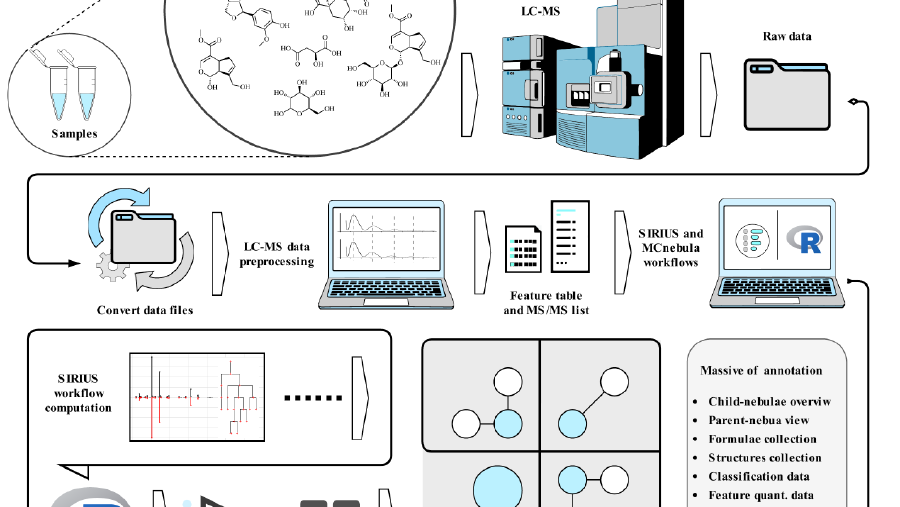 LC-MS
Raw data
Samples
LC-MS data
preprocessing
SIRIUS and
MCnebula
workflows
R
Convert data files
Feature table
and MS/MS list
SIRIUS
workflow
computation
Massive of annotation
• Child-nebulae overviw
• Parent-nebua view
• Formulae collection
• Structures collection
• Classification data
• Feature quant. data